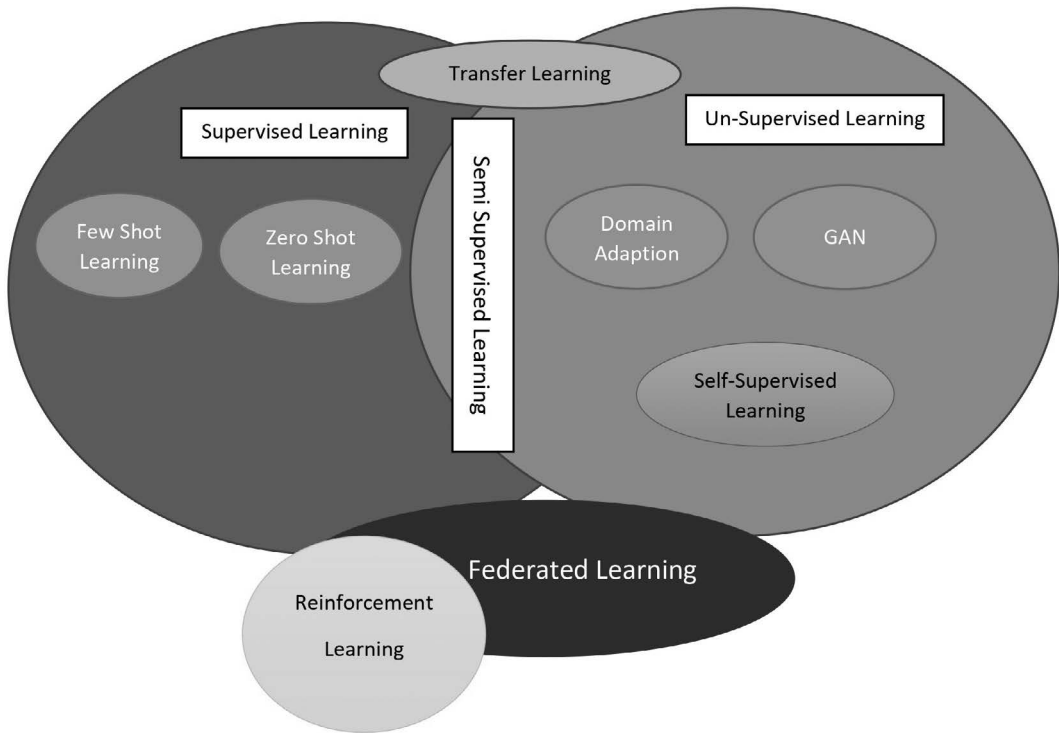 Transfer Learning
Supervised Learning
Un-Supervised Learning
Semi Supervised Learning
Few Shot
Learning
Zero Shot
Learning
Domain
Adaption
GAN
Self-Supervised
Learning
Federated Learning
Reinforcement
Learning